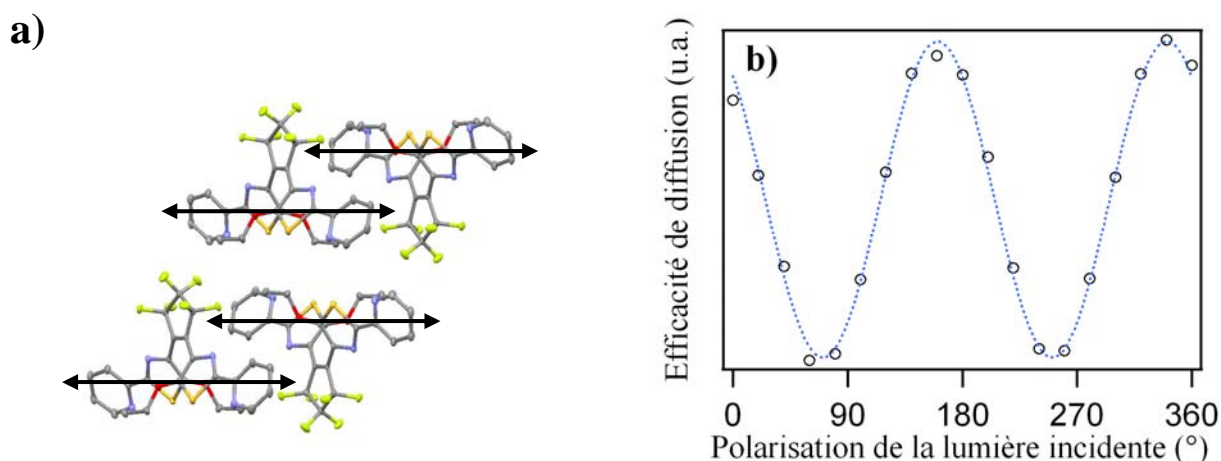 a)
b)
Efficacité de diffusion (u.a.)
0 90 180 270 360
Polarisation de la lumière incidente (°)